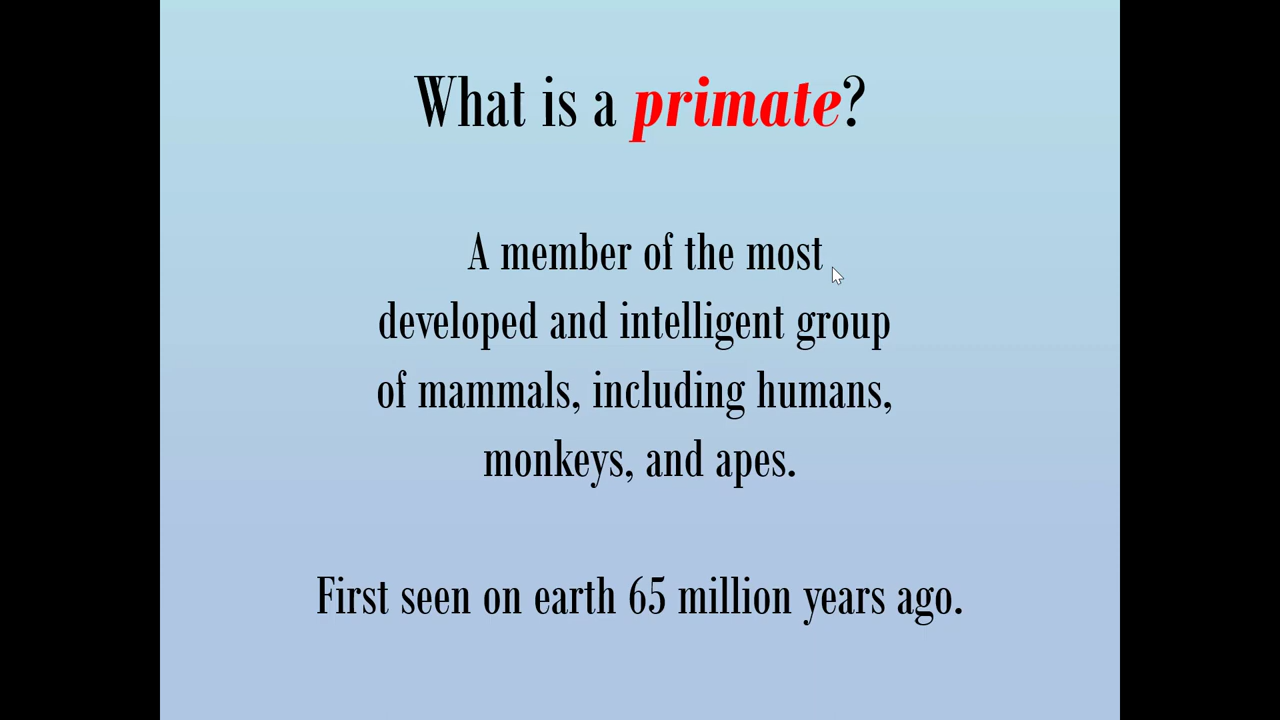 What is a primate?
A member of the most
developed and intelligent group
of mammals, including humans,
monkeys, and apes.
First seen on earth 65 million years ago.